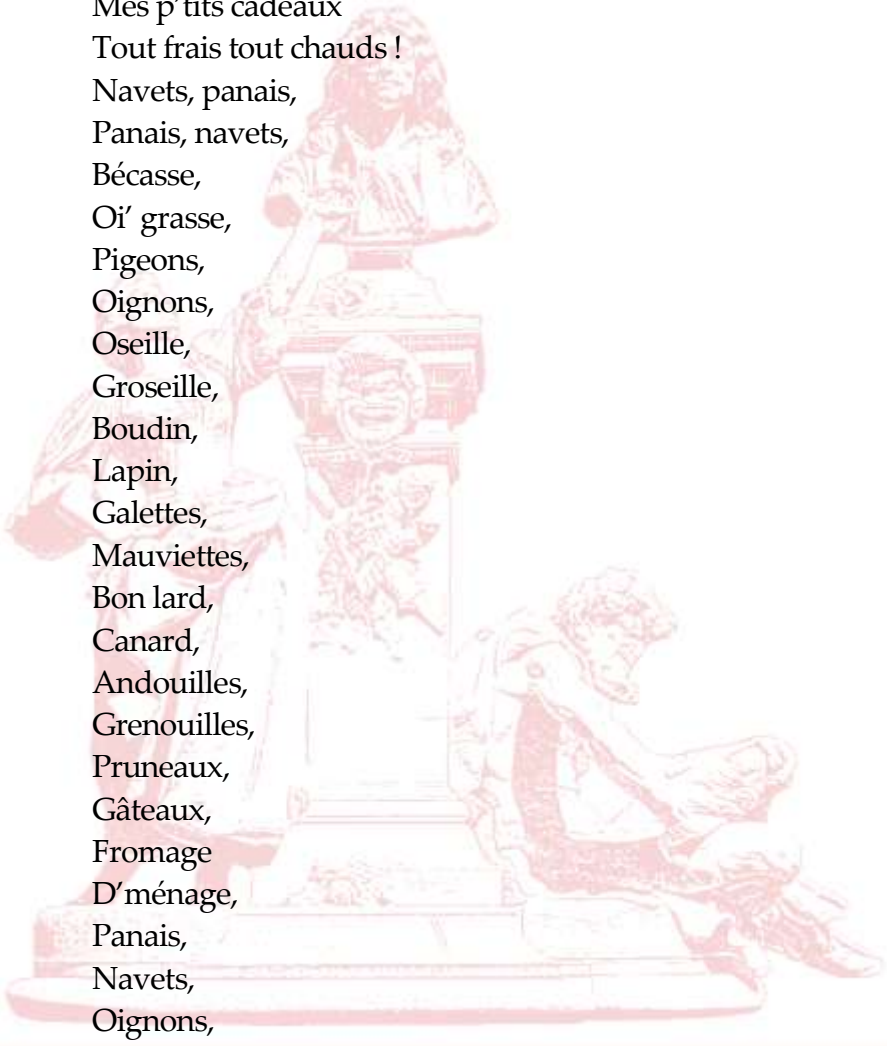 Mes p'tits cadeaux
Tout frais tout chauds !
Navets, panais,
Panais, navets,
Bécasse,
Oi' grasse,
Pigeons,
Oignons,
Oseille,
Groseille,
Boudin,
Lapin,
Galettes,
Mauviettes,
Bon lard,
Canard,
Andouilles,
Grenouilles,
Pruneaux,
Gâteaux,
Fromage
D'ménage,
Panais,
Navets,
Oignons,